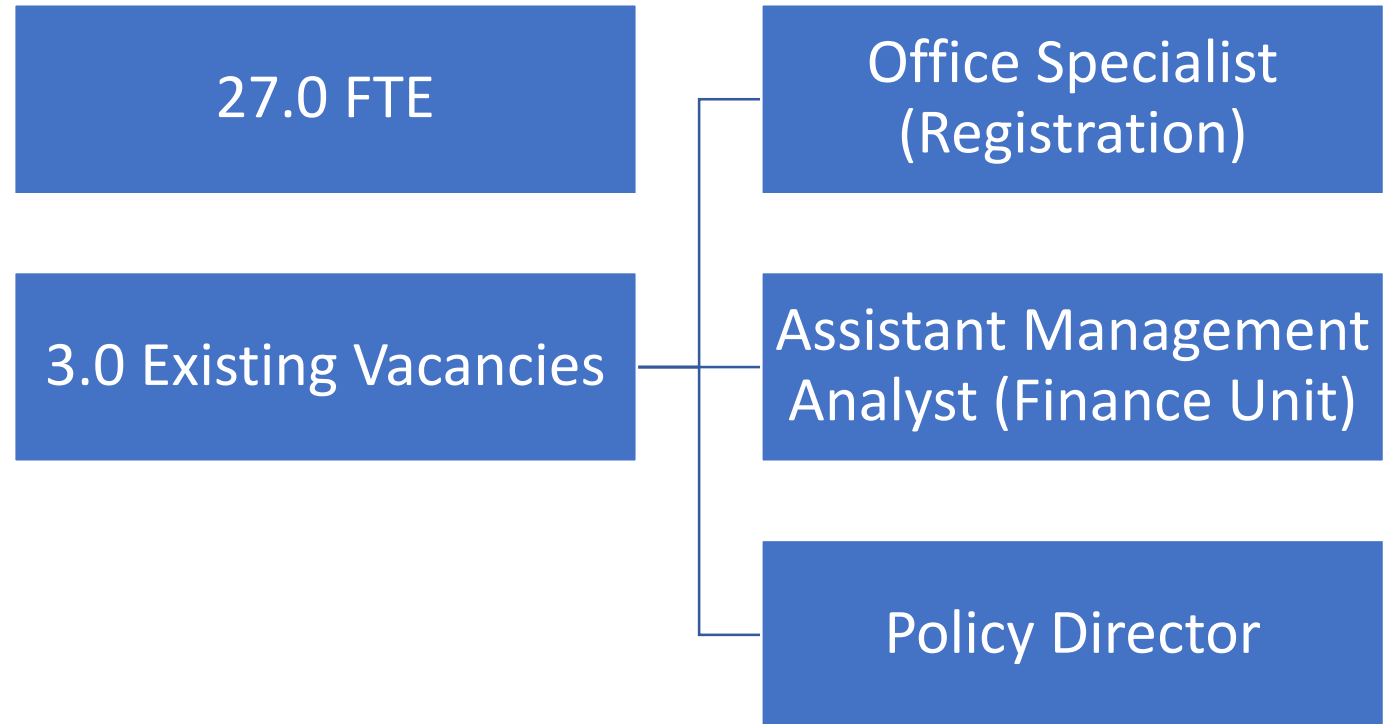 27.0 FTE
3.0 Existing Vacancies
Office Specialist
(Registration)
Assistant Management
Analyst (Finance Unit)
Policy Director